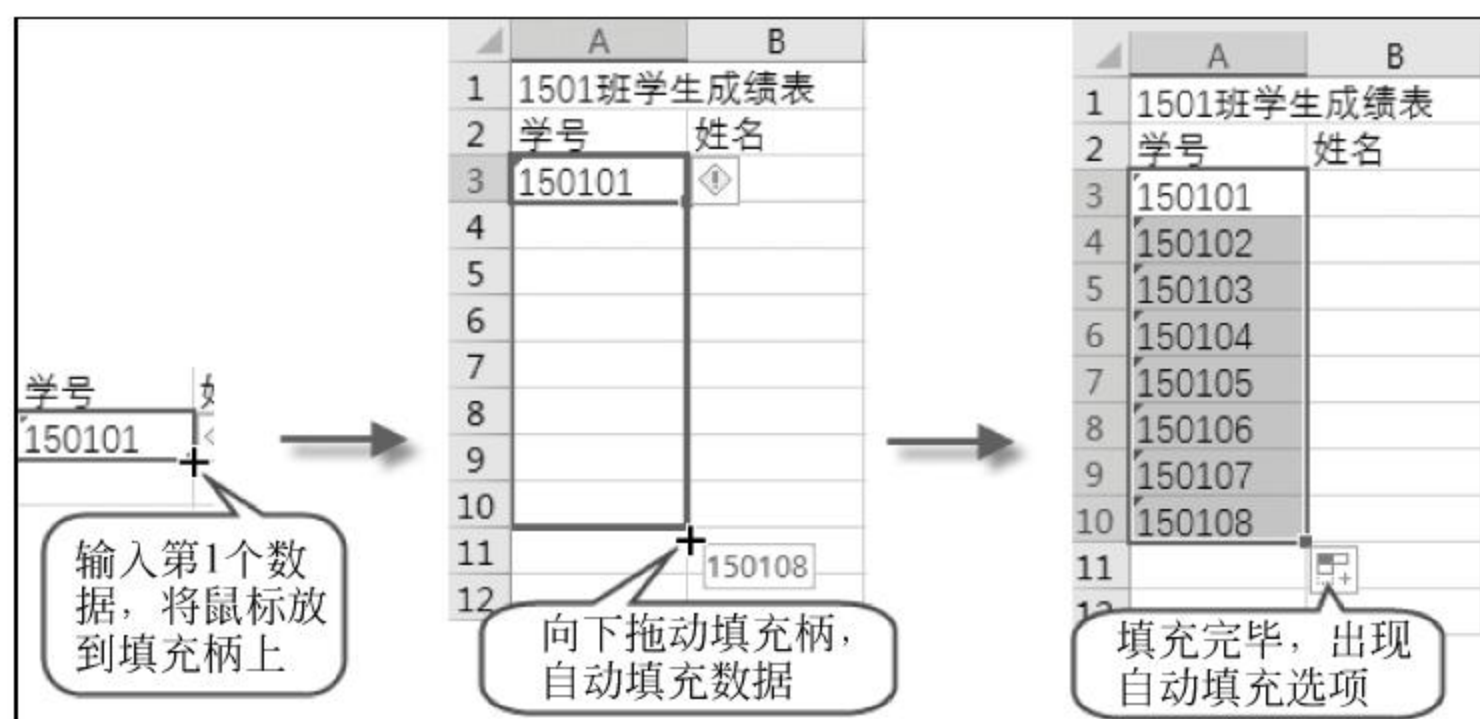 学号
150101
输入第1个数
据，将鼠标放
到填充柄上
A B
1 1501班学生成绩表
2 学号 姓名
3 150101
4
5
6
7
8
9
10
11
12
150108
向下拖动填充柄，
自动填充数据
A B
1 1501班学生成绩表
2 学号 姓名
3 150101
4 150102
5 150103
6 150104
7 150105
8 150106
9 150107
10 150108
11
填充完毕，出现
自动填充选项